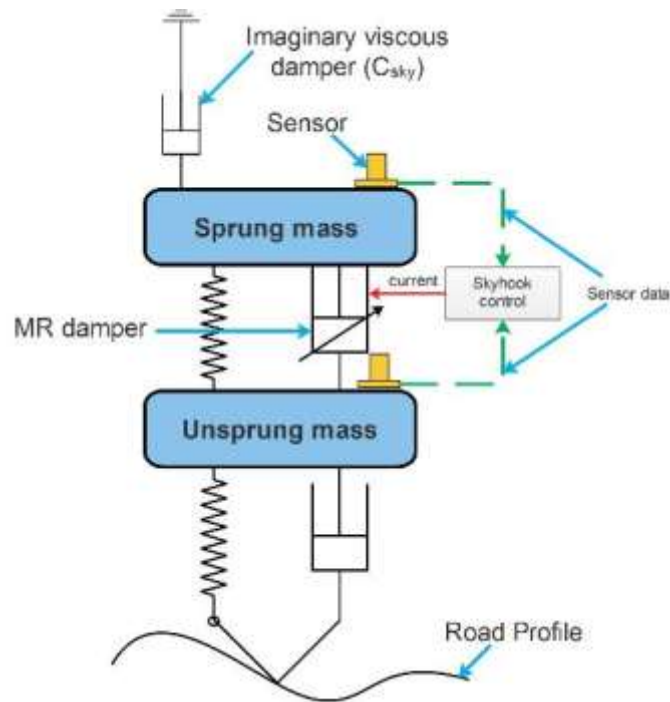 Imaginary viscous
damper (Csky)
Sensor
Sprung mass
current
Skyhook
control
Sensor data
MR damper
Unsprung mass
Road Profile